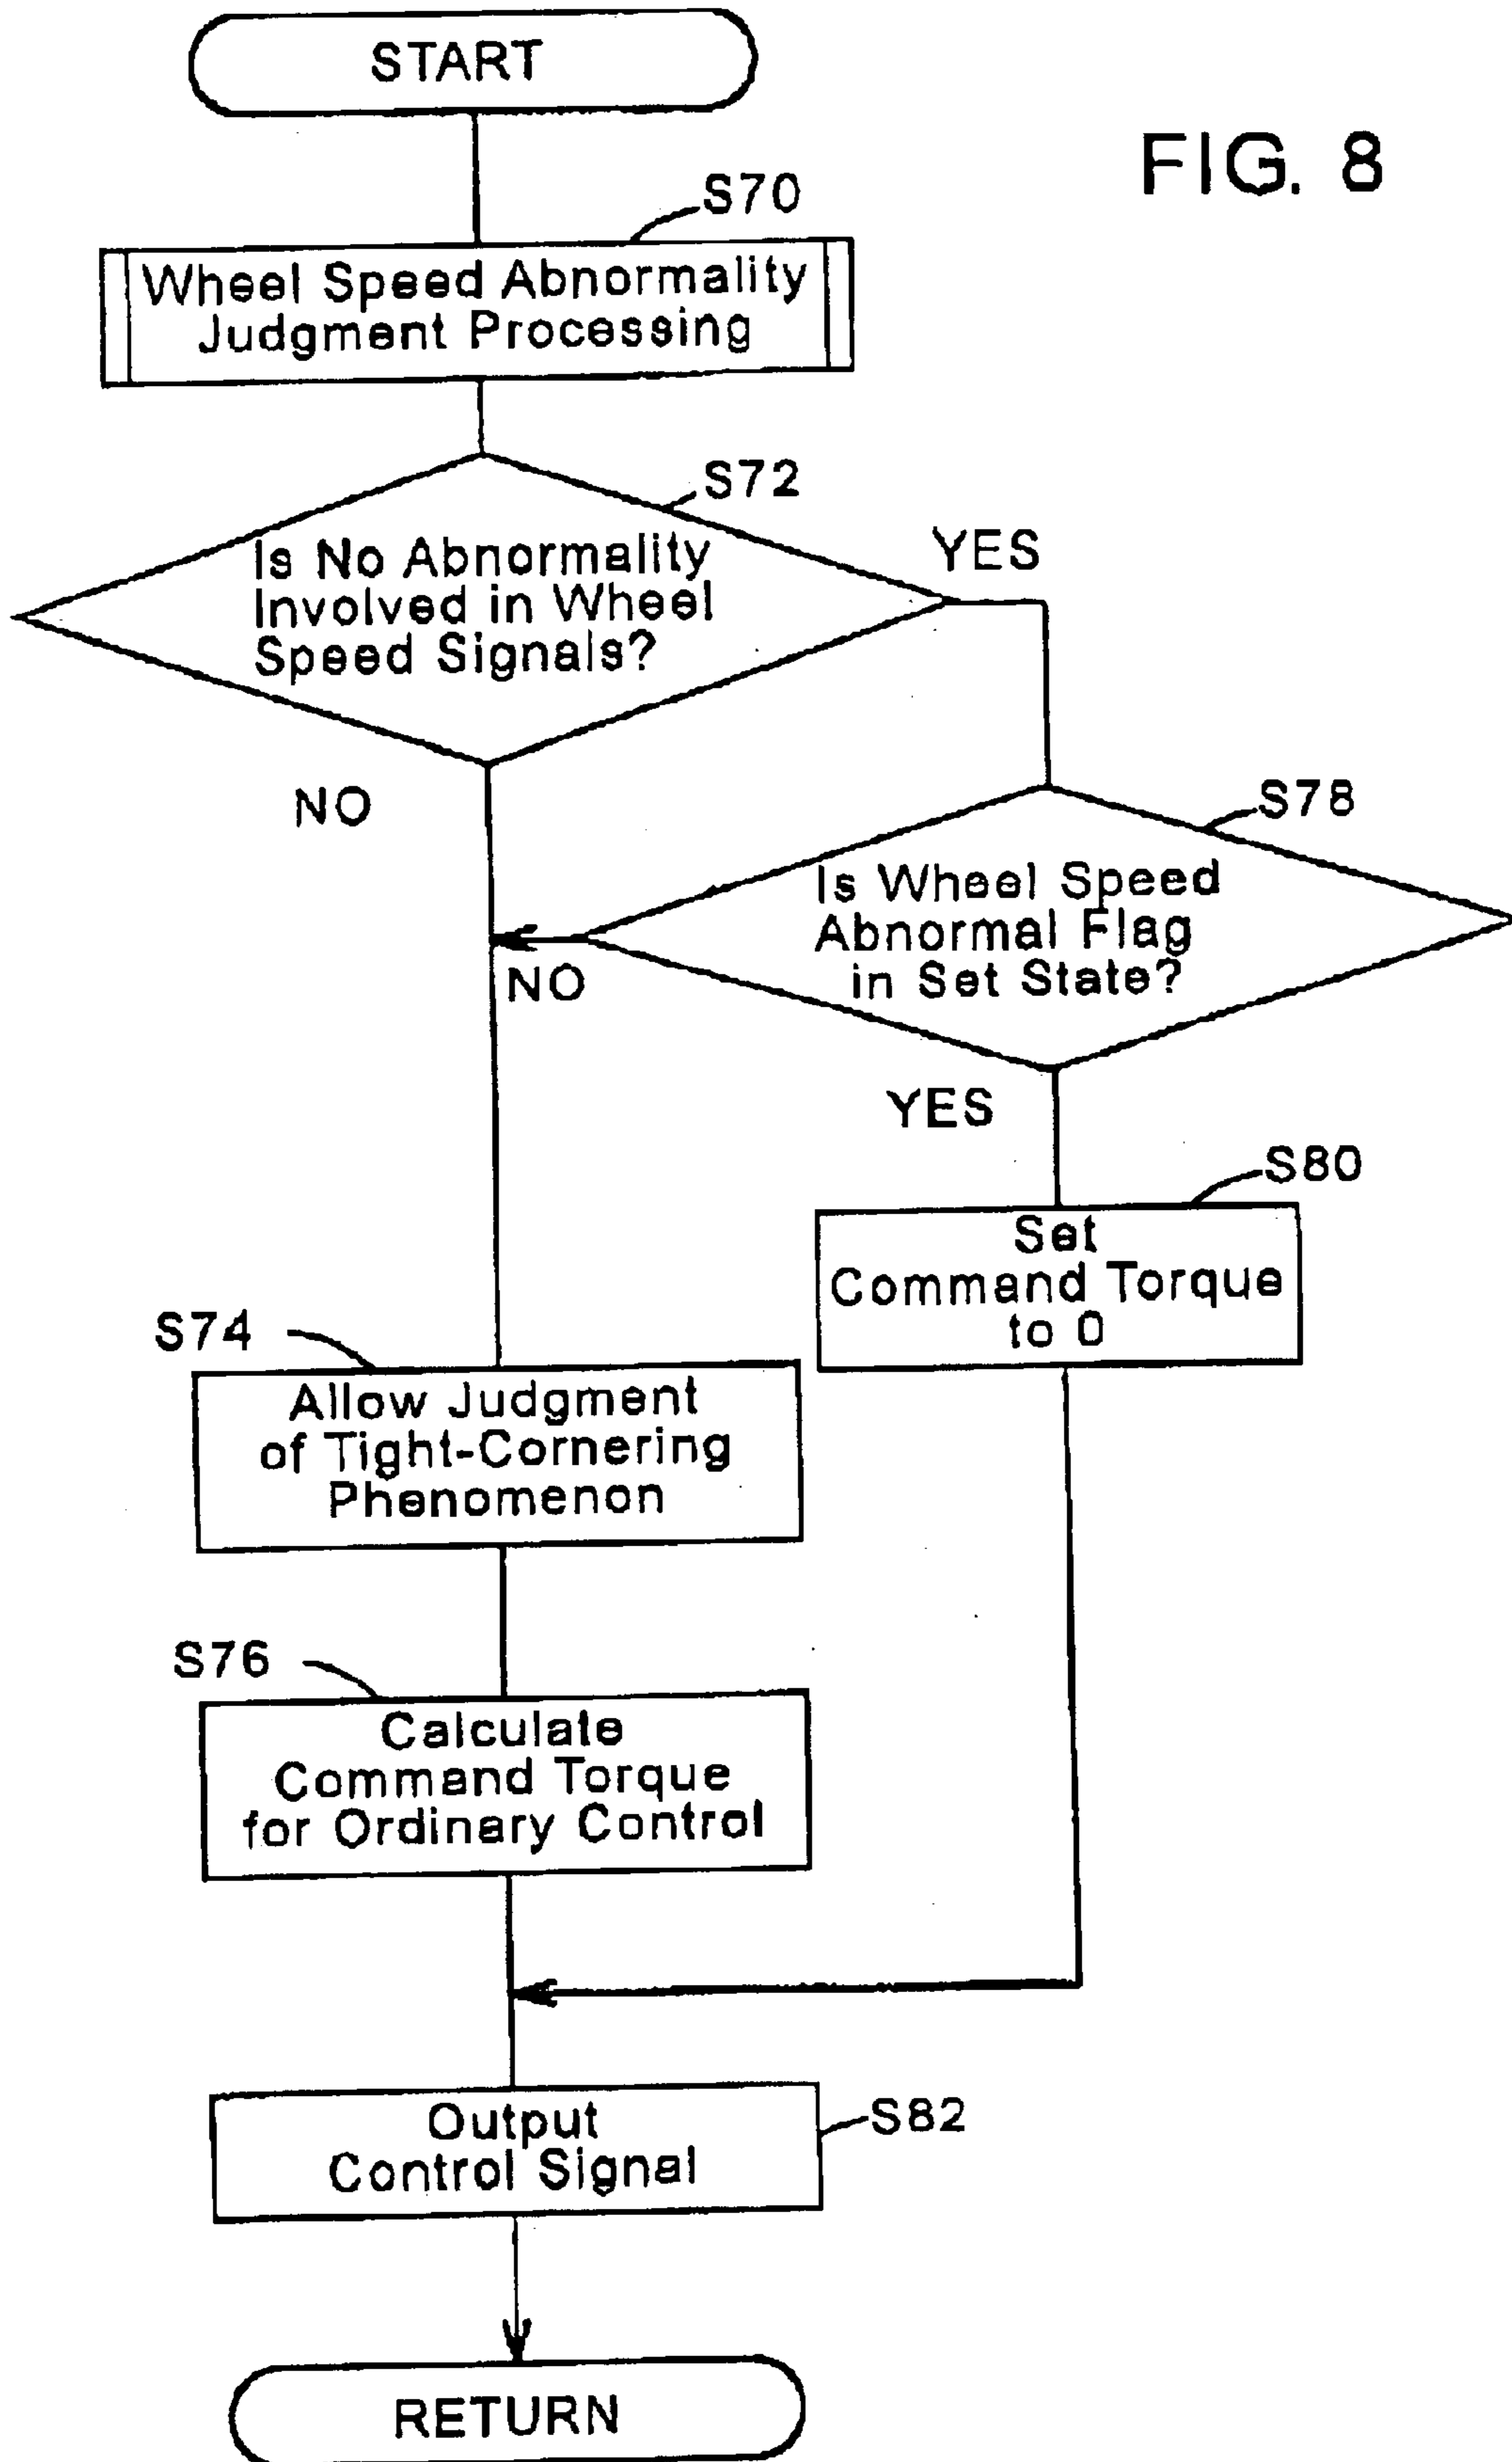 START
FIG. 8
S70
Wheel Speed Abnormality
Judgment Processing
S72
Is No Abnormality
Involved in Wheel
Speed Signals?
YES
NO
S78
Is Wheel Speed
Abnormal Flag
in Set State?
NO
YES
S80
Set
Command Torque
to 0
S74
Allow Judgment
of Tight-Cornering
Phenomenon
S76
Calculate
Command Torque
for Ordinary Control
Output
Control Signal
S82
RETURN